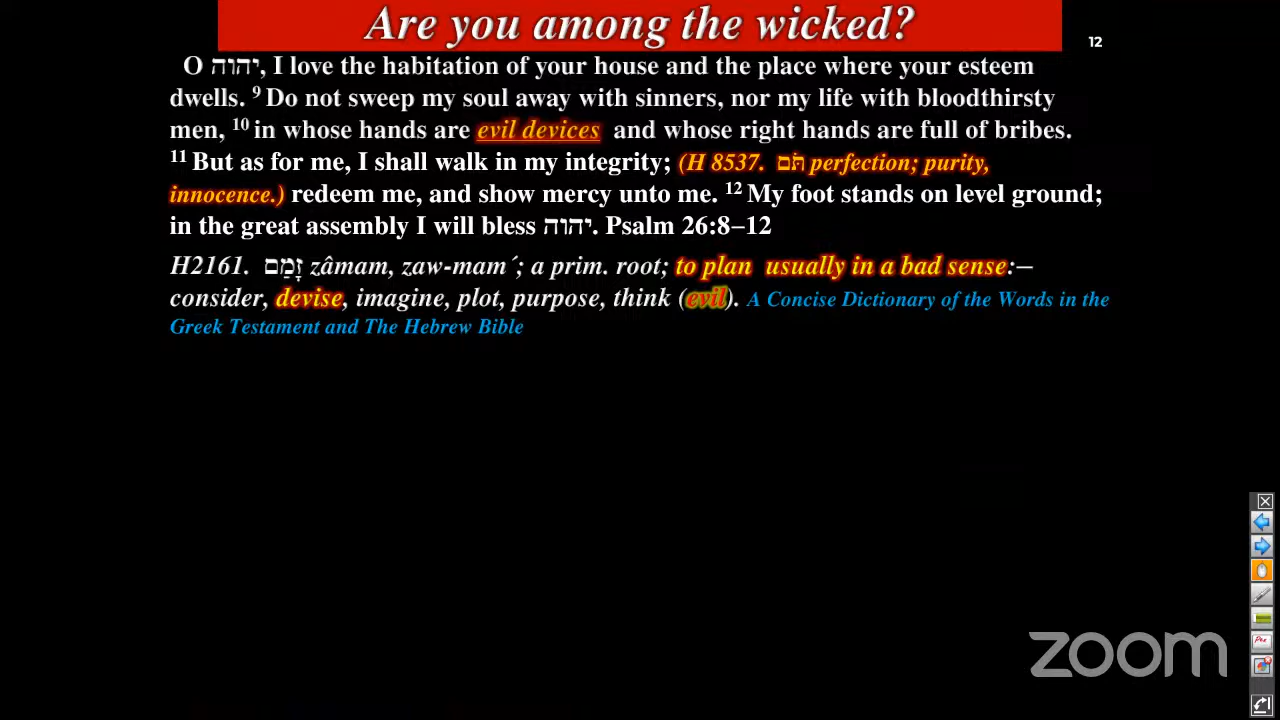 Are you among the wicked?
12
O יהוה, I love the habitation of your house and the place where your esteem
dwells. 9 Do not sweep my soul away with sinners, nor my life with bloodthirsty
men, 10 in whose hands are evil devices and whose right hands are full of bribes.
11 But as for me, I shall walk in my integrity; (H 8537. תֹּם perfection; purity,
innocence.) redeem me, and show mercy unto me. 12 My foot stands on level ground;
in the great assembly I will bless יהוה. Psalm 26:8–12
H2161. זָמַם zâmam, zaw-mam´; a prim. root; to plan usually in a bad sense:–
consider, devise, imagine, plot, purpose, think (evil). A Concise Dictionary of the Words in the
Greek Testament and The Hebrew Bible
Pen
zoom